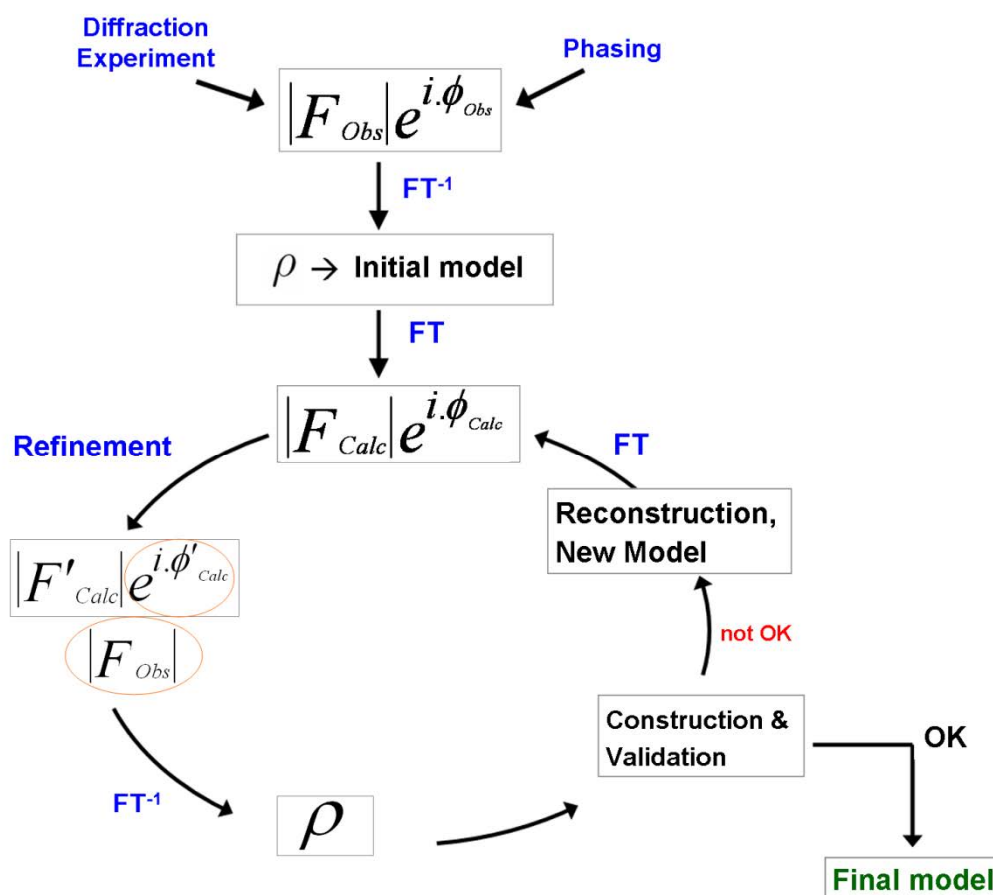 Diffraction
Experiment
Phasing
|F_Obs| e^{i.ϕ_Obs}
FT⁻¹
ρ → Initial model
FT
|F_Calc| e^{i.ϕ_Calc}
Refinement
FT
Reconstruction,
New Model
|F'_Calc| e^{i.ϕ'_Calc}
not OK
|F_Obs|
Construction &
Validation
OK
FT⁻¹
ρ
Final model